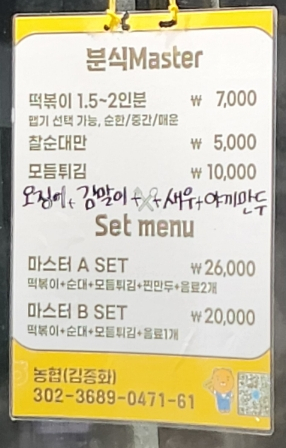 분식Master
떡볶이 1.5~2인분 ₩ 7,000
맵기 선택 가능, 순한/중간/매운
찰순대만 ₩ 5,000
모듬튀김 ₩ 10,000
오징어+김말이+ +새우+야끼만두
Set menu
마스터 A SET ₩26,000
떡볶이+순대+모듬튀김+찐만두+음료2개
마스터 B SET ₩20,000
떡볶이+순대+모듬튀김+음료1개
농협(김종화)
302-3689-0471-61